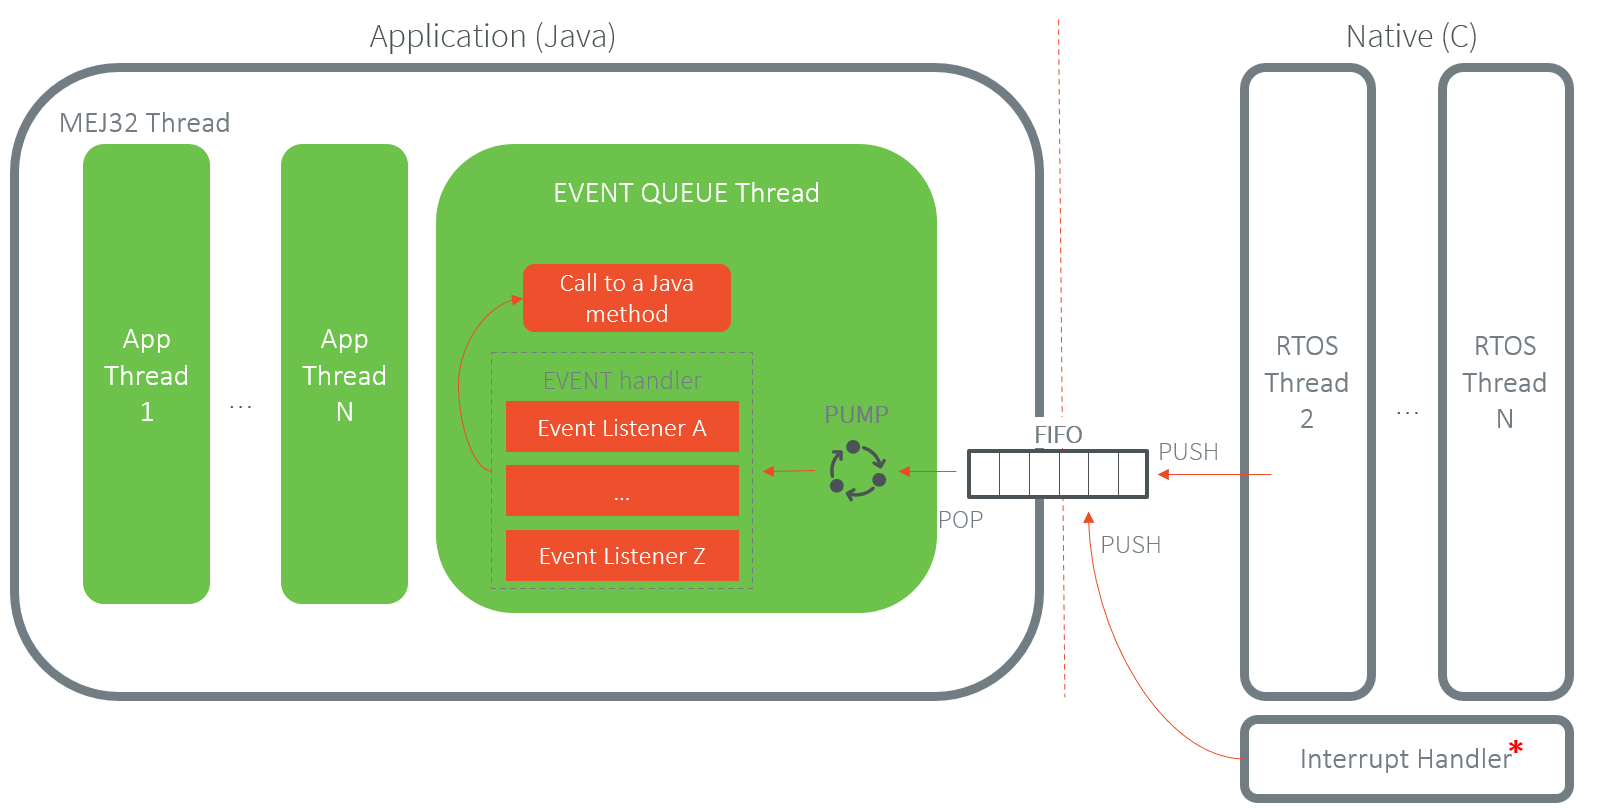 Application (Java)
Native (C)
MEJ32 Thread
App
Thread
1
...
App
Thread
N
EVENT QUEUE Thread
Call to a Java
method
EVENT handler
Event Listener A
...
Event Listener Z
PUMP
POP
FIFO
PUSH
PUSH
RTOS
Thread
2
...
RTOS
Thread
N
Interrupt Handler*